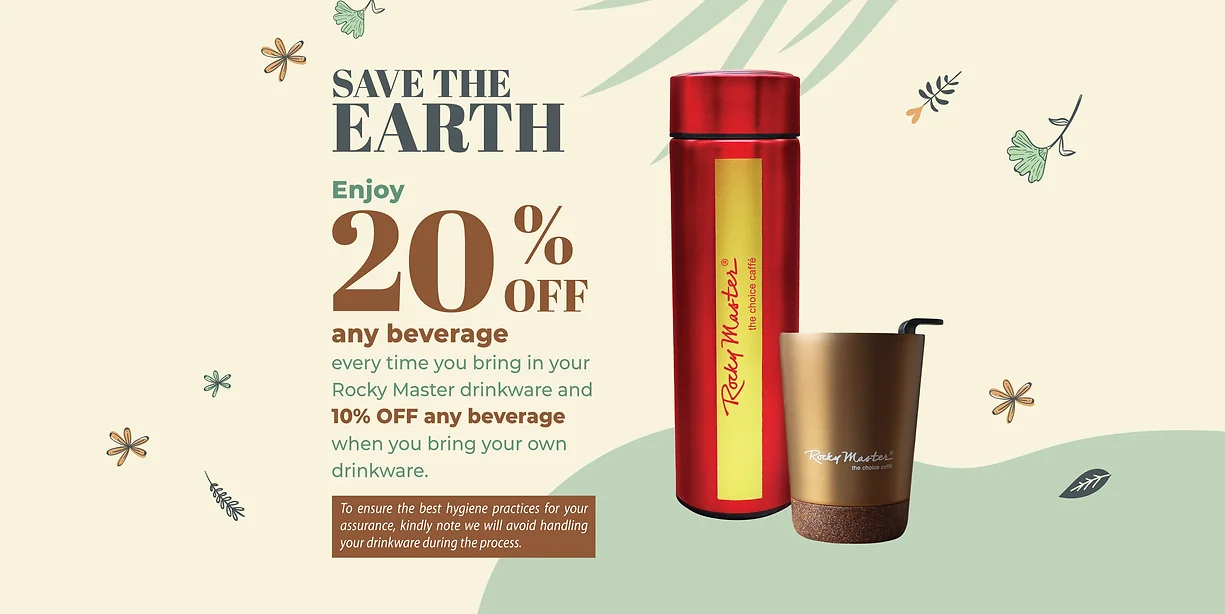 SAVE THE
EARTH
Enjoy
20%
OFF
any beverage
every time you bring in your
Rocky Master drinkware and
10% OFF any beverage
when you bring your own
drinkware.
To ensure the best hygiene practices for your
assurance, kindly note we will avoid handling
your drinkware during the process.
Rocky Master®
the choice caffé
Rocky Master®
the choice caffé